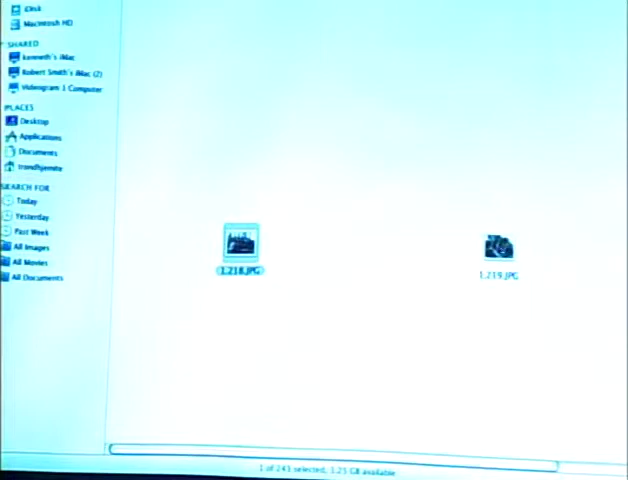 iDisk
Macintosh HD
SHARED
kenneth's iMac
Robert Smith's iMac (2)
Videogram 1 Computer
PLACES
Desktop
Applications
Documents
trondhjemite
SEARCH FOR
Today
Yesterday
Past Week
All Images
All Movies
All Documents
1.218.JPG
1.219.JPG
1 of 243 selected, 1.25 GB available